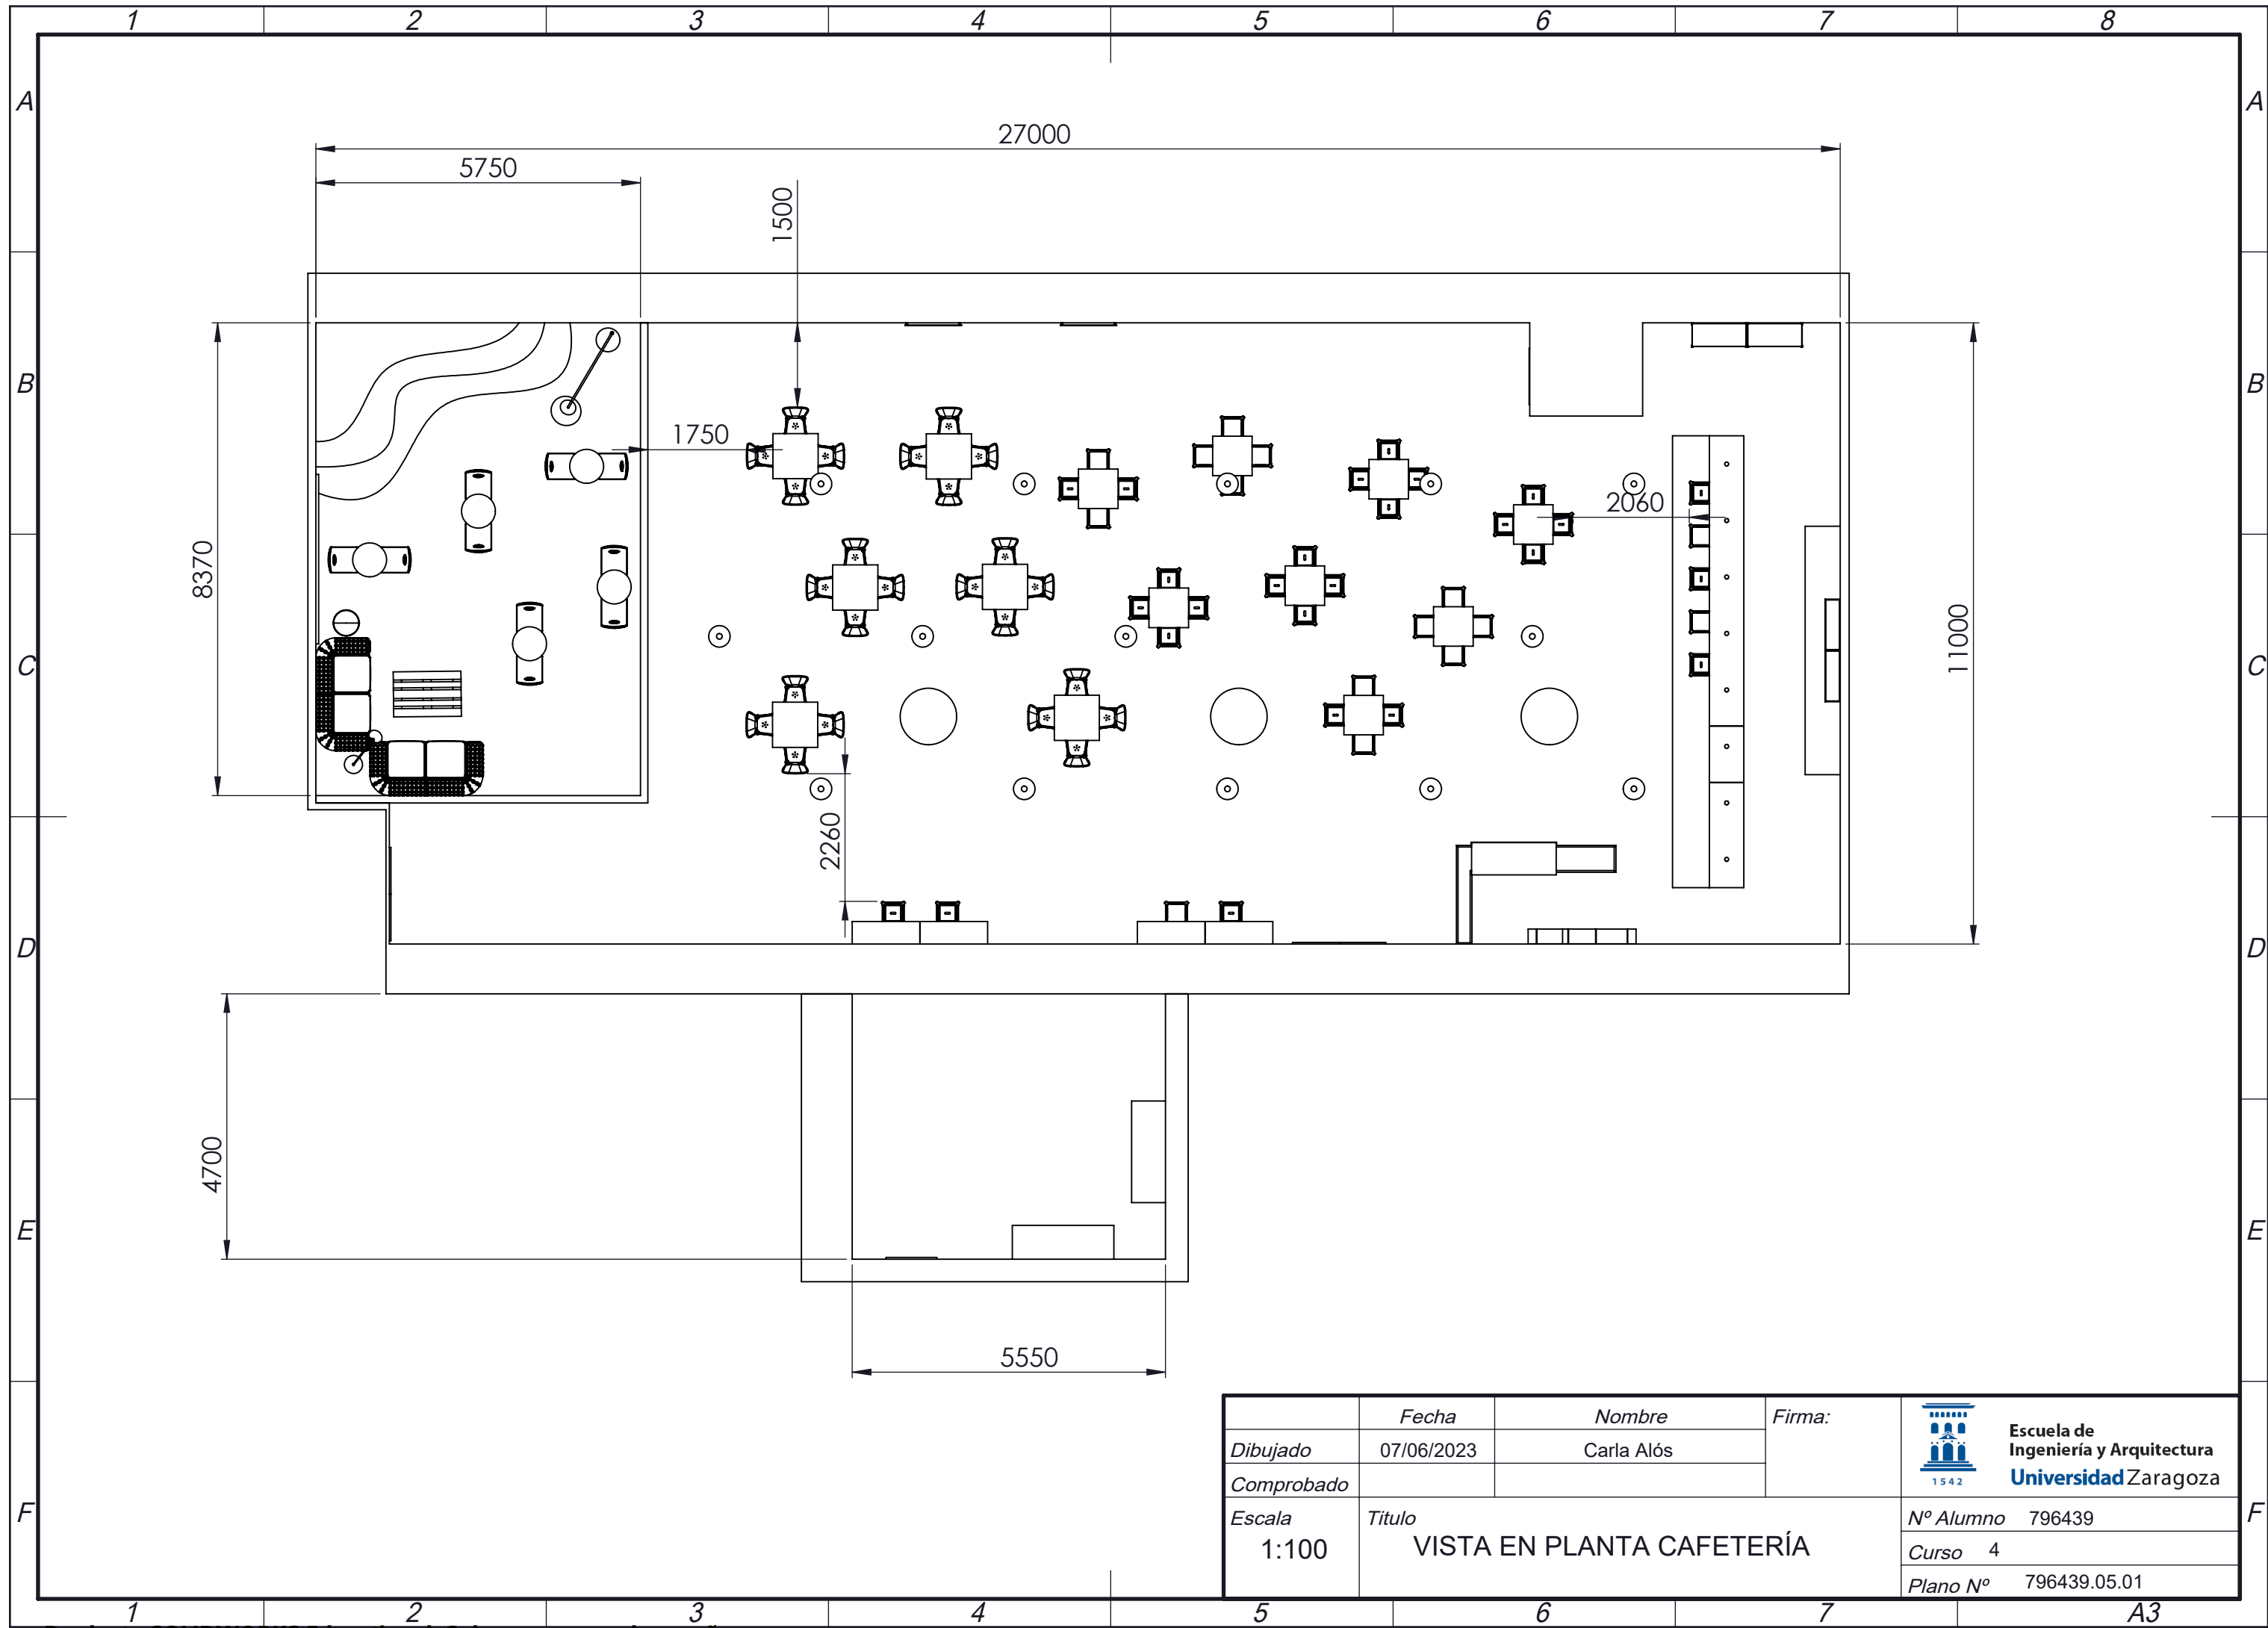 1 2 3 4 5 6 7 8
A A
27000
5750
1500
B B
1750
2060
8370
11000
C C
2260
D D
4700
E E
5550
Fecha Nombre Firma:
Dibujado 07/06/2023 Carla Alós
Comprobado
Escuela de
Ingeniería y Arquitectura
Universidad Zaragoza
1542
F F
Escala Titulo Nº Alumno 796439
1:100 VISTA EN PLANTA CAFETERÍA
Curso 4
Plano Nº 796439.05.01
1 2 3 4 5 6 7 A3